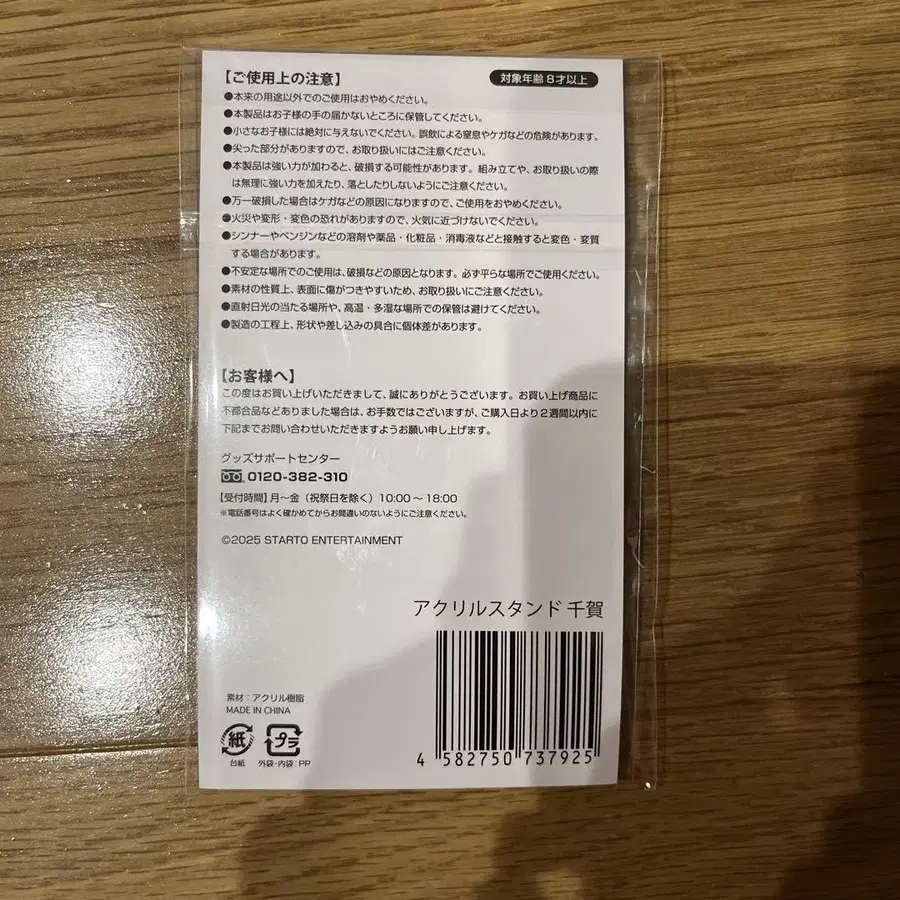 【ご使用上の注意】
対象年齢8才以上
●本来の用途以外でのご使用はおやめください。
●本製品はお子様の手の届かないところに保管してください。
●小さなお子様には絶対に与えないでください。誤飲による窒息やケガなどの危険があります。
●尖った部分がありますので、お取り扱いにはご注意ください。
●本製品は強い力が加わると、破損する可能性があります。組み立てや、お取り扱いの際
は無理に強い力を加えたり、落としたりしないようにご注意ください。
●万一破損した場合はケガなどの原因になりますので、ご使用をおやめください。
●火災や変形・変色の恐れがありますので、火気に近づけないでください。
●シンナーやベンジンなどの溶剤や薬品・化粧品・消毒液などと接触すると変色・変質
する場合があります。
●不安定な場所でのご使用は、破損などの原因となります。必ず平らな場所でご使用ください。
●素材の性質上、表面に傷がつきやすいため、お取り扱いにご注意ください。
●直射日光の当たる場所や、高温・多湿な場所での保管は避けてください。
●製造の工程上、形状や差し込みの具合に個体差があります。
【お客様へ】
この度はお買い上げいただきまして、誠にありがとうございます。お買い上げ商品に
不都合品などありました場合は、お手数ではございますが、ご購入日より2週間以内に
下記までお問い合わせいただきますようお願い申し上げます。
グッズサポートセンター
0120-382-310
【受付時間】月～金（祝祭日を除く）10:00～18:00
※電話番号はよく確かめてからお間違いのないようにご注意ください。
©2025 STARTO ENTERTAINMENT
アクリルスタンド 千賀
素材：アクリル樹脂
MADE IN CHINA
紙
台紙
プラ
外袋・内袋：PP
4 582750 737925